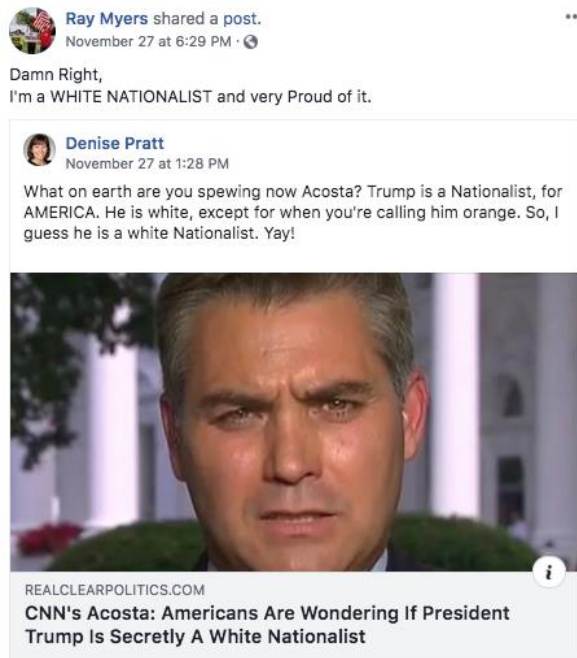 Ray Myers shared a post.
November 27 at 6:29 PM ·
Damn Right,
I'm a WHITE NATIONALIST and very Proud of it.
Denise Pratt
November 27 at 1:28 PM
What on earth are you spewing now Acosta? Trump is a Nationalist, for
AMERICA. He is white, except for when you're calling him orange. So, I
guess he is a white Nationalist. Yay!
i
REALCLEARPOLITICS.COM
CNN's Acosta: Americans Are Wondering If President
Trump Is Secretly A White Nationalist